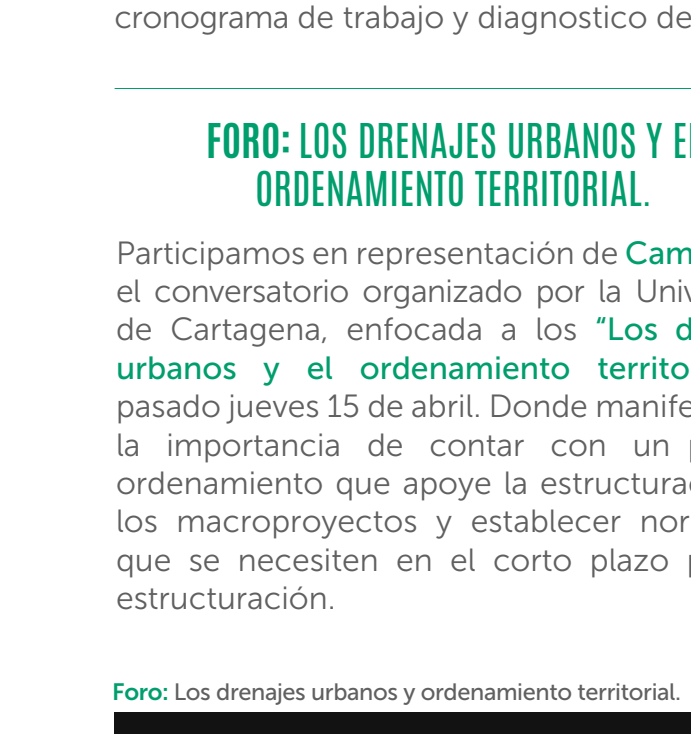 cronograma de trabajo y diagnostico de
FORO: LOS DRENAJES URBANOS Y
ORDENAMIENTO TERRITORIAL.
Participamos en representación de
el conversatorio organizado por la
de Cartagena, enfocada a los “Los
urbanos y el ordenamiento
pasado jueves 15 de abril. Donde
la importancia de contar con un
ordenamiento que apoye la
los macroproyectos y establecer
que se necesiten en el corto plazo
estructuración.
Foro: Los drenajes urbanos y ordenamiento territorial.